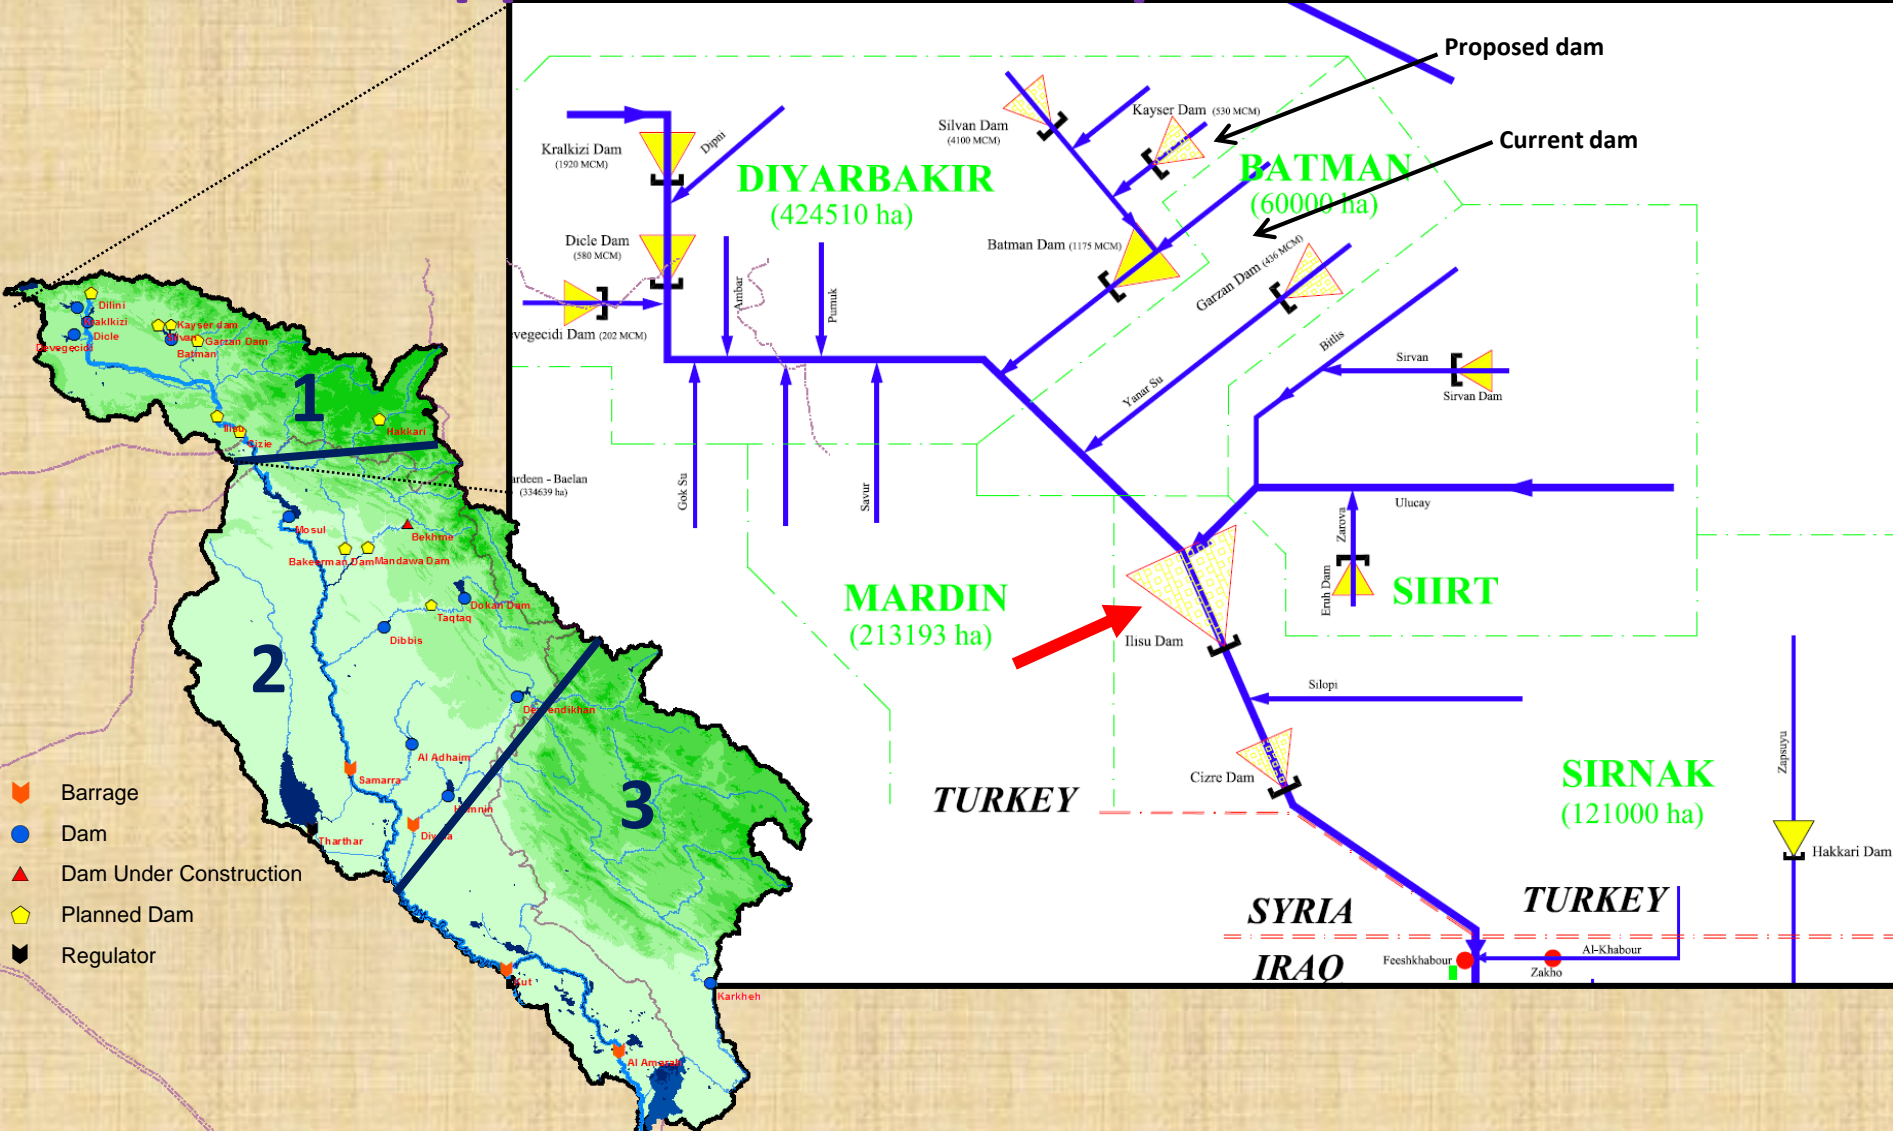 Proposed dam
Current dam
Kralkizi Dam
(1920 MCM)
Dipni
DIYARBAKIR
(424510 ha)
Silvan Dam
(4100 MCM)
Kayser Dam (530 MCM)
BATMAN
(60000 ha)
Dicle Dam
(580 MCM)
Batman Dam (1175 MCM)
Garzan Dam (436 MCM)
vegecidi Dam (202 MCM)
Ambar
Pumuk
Yanar Su
Bitlis
Sirvan
Sirvan Dam
ardeen - Baelan
(334639 ha)
Gok Su
Savur
Ulucay
Zarova
Eruh Dam
SIIRT
MARDIN
(213193 ha)
Ilisu Dam
Silopi
Cizre Dam
TURKEY
SIRNAK
(121000 ha)
Zapsuyu
Hakkari Dam
SYRIA
TURKEY
IRAQ
Feeshkhabour
Al-Khabour
Zakho
Dilini
Kraklkizi
Dicle
Devegecidi
Kayser dam
Silvan
Garzan Dam
Batman
1
Ilisu
Cizie
Hakkari
Mosul
Bekhme
Bakeerman Dam
Mandawa Dam
Dokan Dam
Taqtaq
Dibbis
2
Derbendikhan
Al Adhaim
Samarra
Hemnin
Diyala
3
Tharthar
Kut
Karkheh
Al Amarah
Barrage
Dam
Dam Under Construction
Planned Dam
Regulator